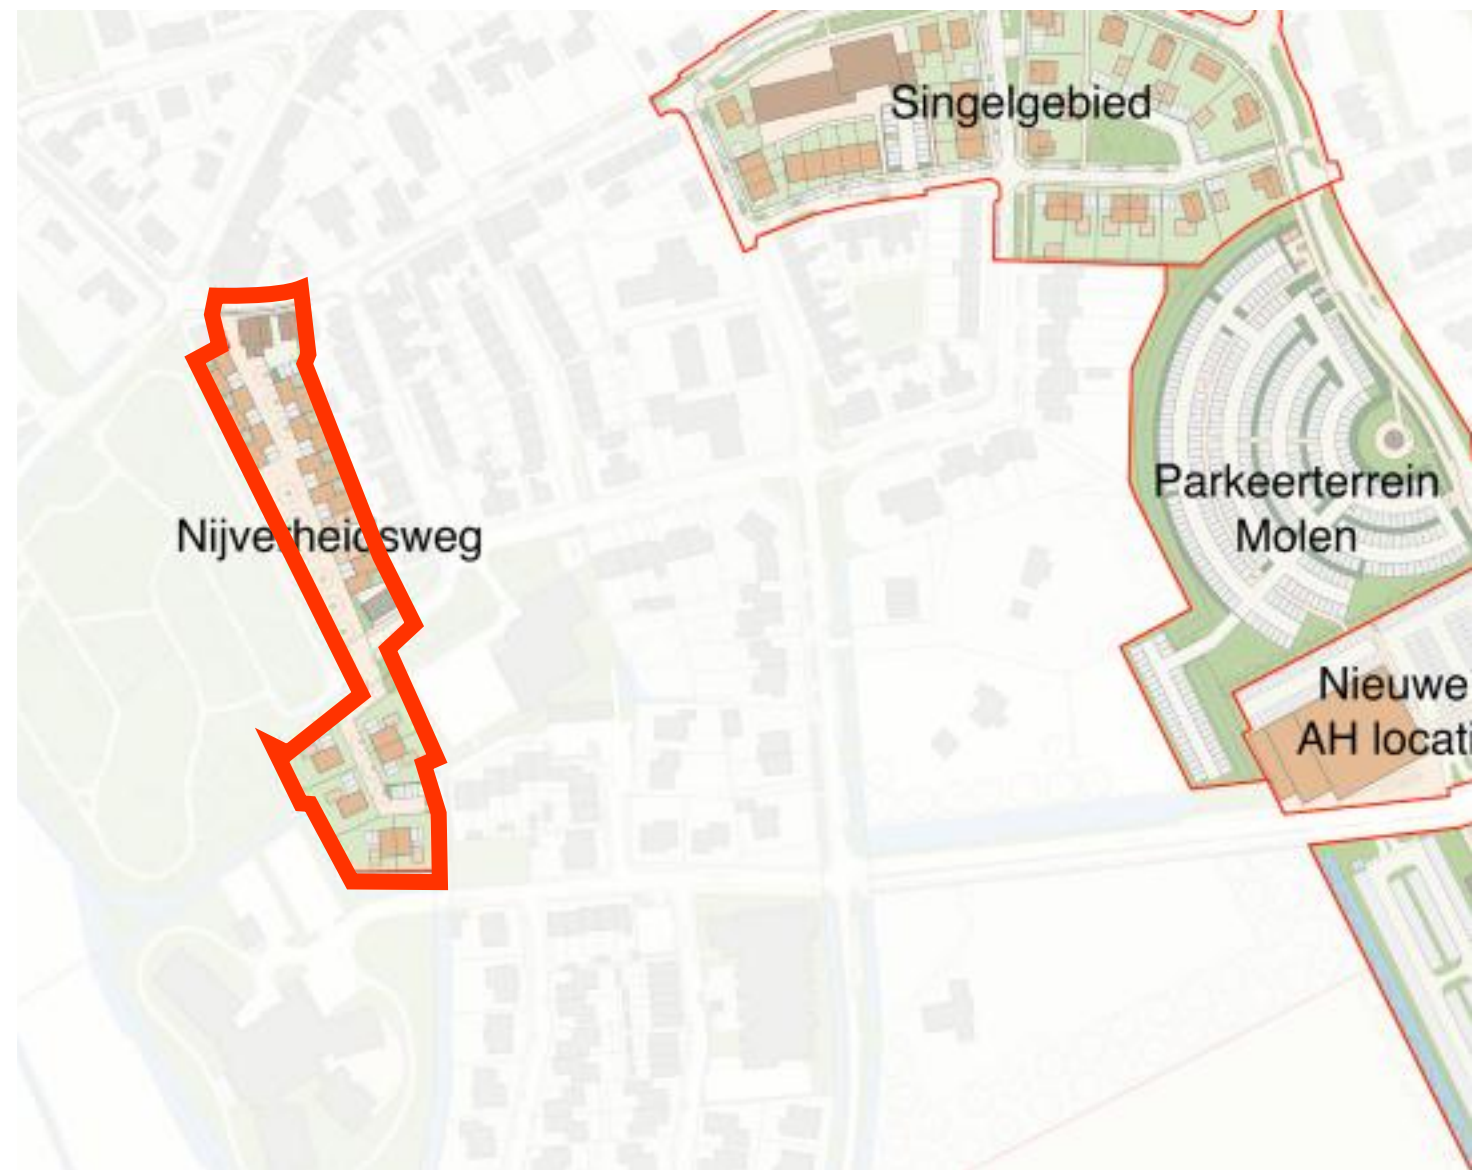 Singelgebied
Parkeerterrein
Molen
Nijverheidsweg
Nieuwe
AH locati